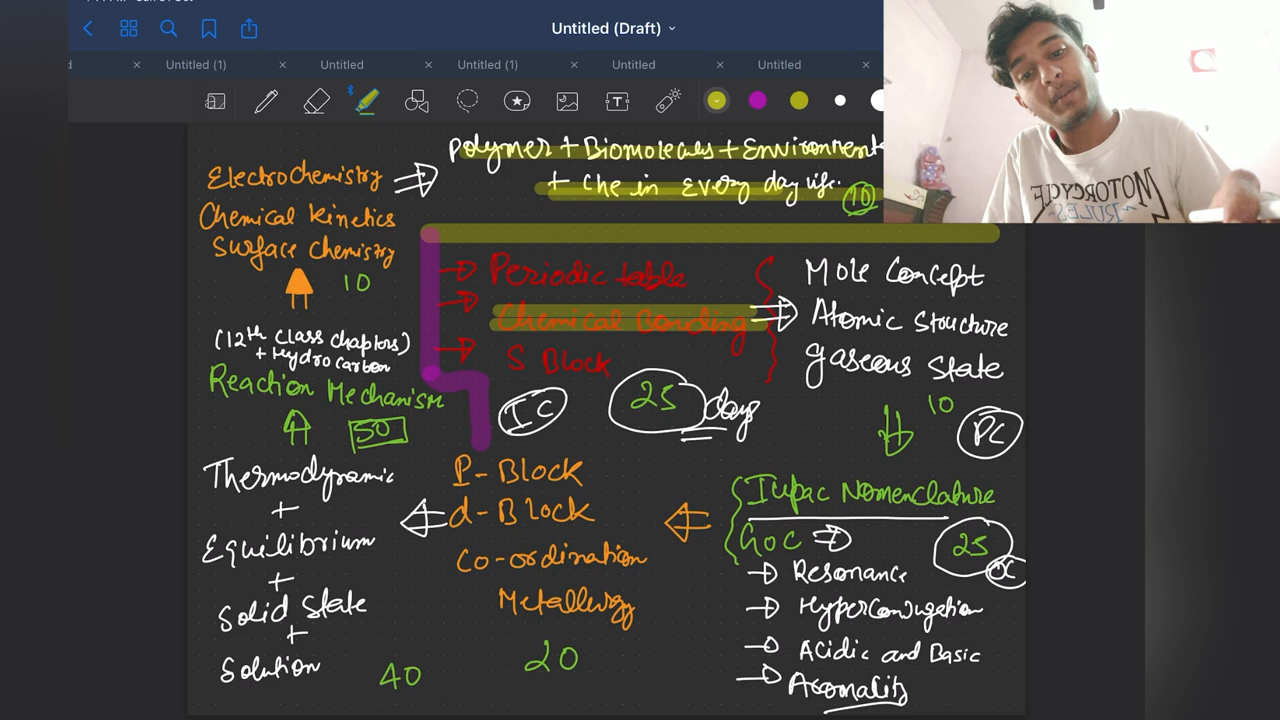 Untitled (Draft)
Untitled (1)
Untitled
Untitled (1)
Untitled
Untitled
MOTORCYCLE
RULES
Polymer + Biomolecules + Environment
+ Che in Every day life.
10
Electrochemistry
Chemical kinetics
Surface Chemistry
10
(12th Class chapters)
+ Hydrocarbon
Reaction Mechanism
50
Periodic table
Chemical Bonding
S Block
IC
25 days
Mole Concept
Atomic Structure
gaseous State
10
PC
Iupac Nomenclature
GOC
25
OC
Resonance
Hyperconjugation
Acidic and Basic
P-Block
d-Block
Co-ordination
Metallurgy
20
Thermodynamic
+
Equilibrium
+
Solid State
+
Solution
40